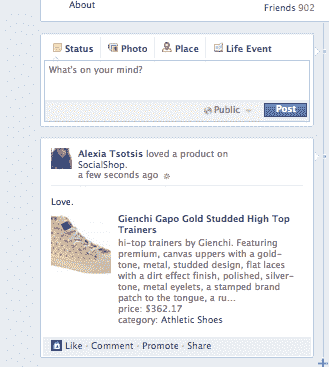 About
Friends 902
Status Photo Place Life Event
What's on your mind?
Public Post
Alexia Tsotsis loved a product on
SocialShop.
a few seconds ago
Love.
Gienchi Gapo Gold Studded High Top
Trainers
hi-top trainers by Gienchi. Featuring
premium, canvas uppers with a gold-
tone, metal, studded design, flat laces
with a dirt effect finish, polished, silver-
tone, metal eyelets, a stamped brand
patch to the tongue, a ru...
price: $362.17
category: Athletic Shoes
Like · Comment · Promote · Share